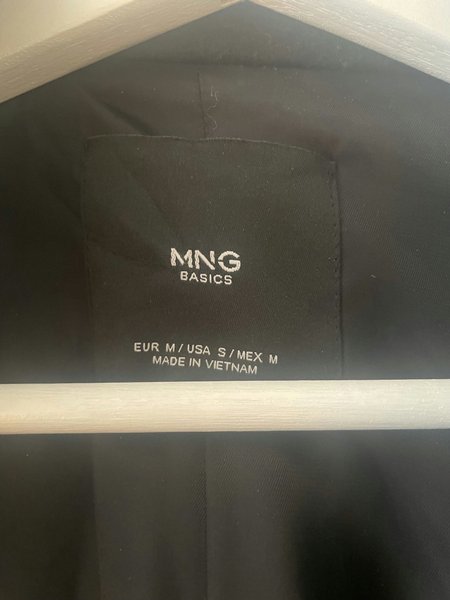 MNG
BASICS
EUR M / USA S / MEX M
MADE IN VIETNAM